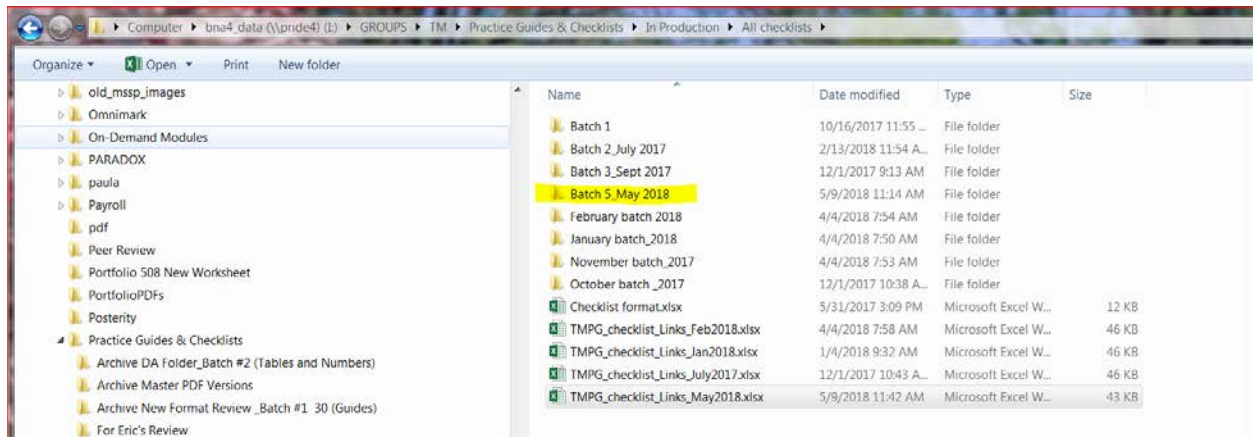 Computer ▸ bna4_data (\\pride4) (I:) ▸ GROUPS ▸ TM ▸ Practice Guides & Checklists ▸ In Production ▸ All checklists ▸
Organize Open Print New folder
old_mssp_images
Omnimark
On-Demand Modules
PARADOX
paula
Payroll
pdf
Peer Review
Portfolio 508 New Worksheet
PortfolioPDFs
Posterity
Practice Guides & Checklists
Archive DA Folder_Batch #2 (Tables and Numbers)
Archive Master PDF Versions
Archive New Format Review _Batch #1 30 (Guides)
For Eric's Review
Name Date modified Type Size
Batch 1 10/16/2017 11:55 ... File folder
Batch 2_July 2017 2/13/2018 11:54 A... File folder
Batch 3_Sept 2017 12/1/2017 9:13 AM File folder
Batch 5_May 2018 5/9/2018 11:14 AM File folder
February batch 2018 4/4/2018 7:54 AM File folder
January batch_2018 4/4/2018 7:50 AM File folder
November batch_2017 4/4/2018 7:53 AM File folder
October batch _2017 12/1/2017 10:38 A... File folder
Checklist format.xlsx 5/31/2017 3:09 PM Microsoft Excel W... 12 KB
TMPG_checklist_Links_Feb2018.xlsx 4/4/2018 7:58 AM Microsoft Excel W... 46 KB
TMPG_checklist_Links_Jan2018.xlsx 1/4/2018 9:32 AM Microsoft Excel W... 46 KB
TMPG_checklist_Links_July2017.xlsx 12/1/2017 10:43 A... Microsoft Excel W... 46 KB
TMPG_checklist_Links_May2018.xlsx 5/9/2018 11:42 AM Microsoft Excel W... 43 KB